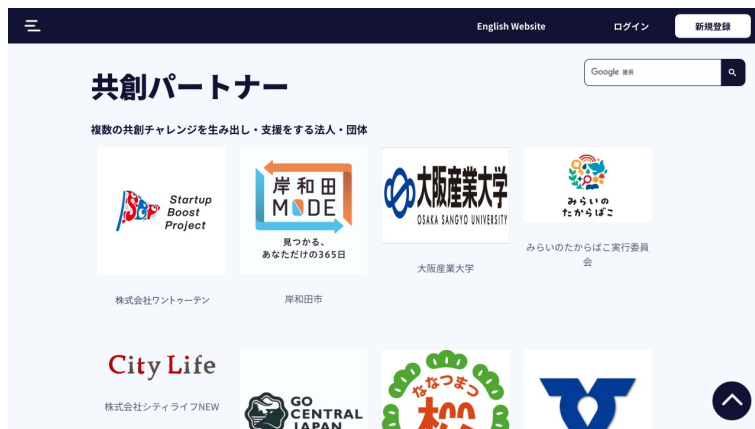 English Website
ログイン
新規登録
Google 提供
共創パートナー
複数の共創チャレンジを生み出し・支援をする法人・団体
SBP
Startup
Boost
Project
株式会社ワントゥーテン
岸和田
MODE
見つかる、
あなただけの365日
岸和田市
大阪産業大学
OSAKA SANGYO UNIVERSITY
大阪産業大学
みらいの
たからばこ
みらいのたからばこ実行委員
会
City Life
株式会社シティライフNEW
GO
CENTRAL
JAPAN
ななつまつ